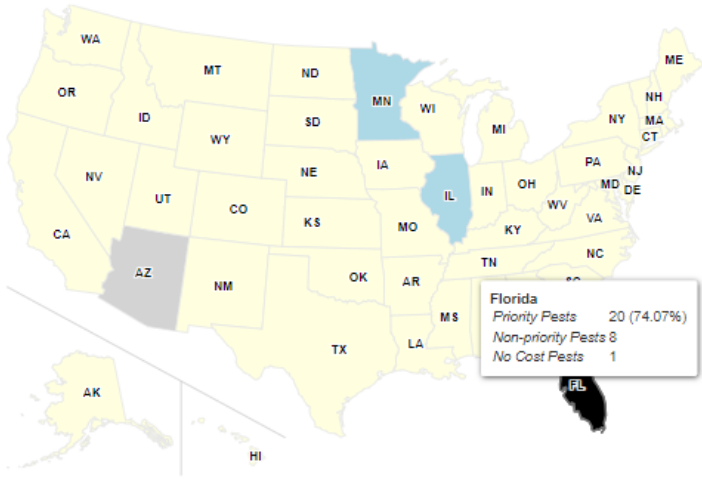 WA
MT
ND
ME
OR
MN
ID
SD
WI
NH
NY
MA
WY
MI
CT
IA
PA
NE
NJ
NV
OH
MD
DE
UT
IL
IN
CO
WV
VA
KS
MO
KY
CA
NC
TN
AZ
OK
AR
NM
SC
Florida
Priority Pests 20 (74.07%)
Non-priority Pests 8
No Cost Pests 1
MS
LA
TX
FL
AK
HI